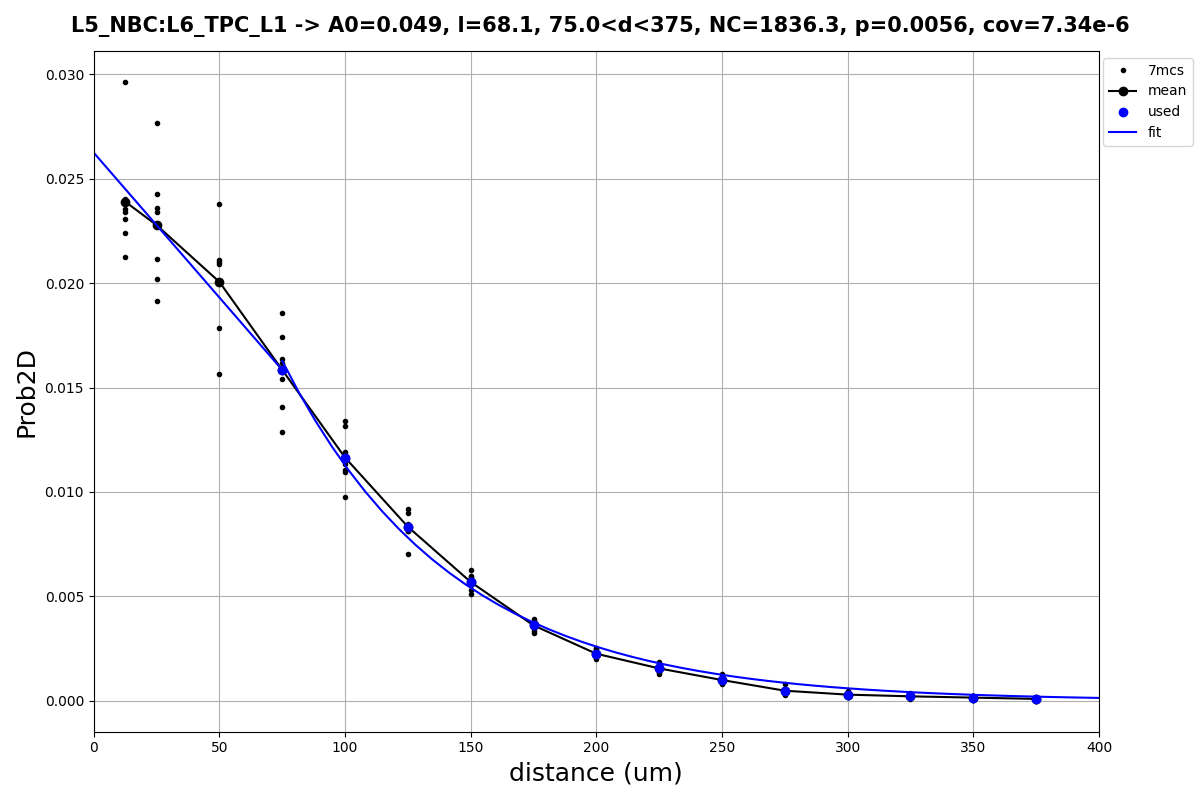 L5_NBC:L6_TPC_L1 -> A0=0.049, l=68.1, 75.0<d<375, NC=1836.3, p=0.0056, cov=7.34e-6
0.030
0.025
0.020
0.015
0.010
0.005
0.000
Prob2D
0 50 100 150 200 250 300 350 400
distance (um)
7mcs
mean
used
fit